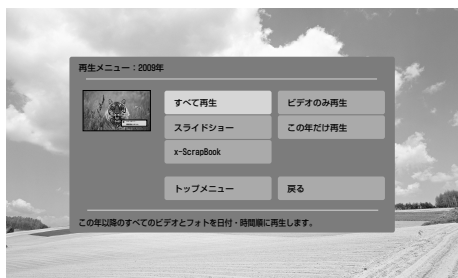 再生メニュー：2009年
すべて再生
ビデオのみ再生
スライドショー
この年だけ再生
x-ScrapBook
トップメニュー
戻る
この年以降のすべてのビデオとフォトを日付・時間順に再生します。